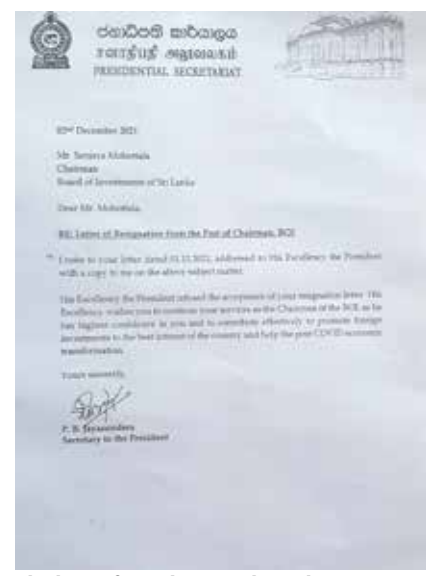 ජනාධිපති කාර්යාලය
சனாதிபதி அலுவலகம்
PRESIDENTIAL SECRETARIAT
03rd December 2021
Mr. Sanjaya Mohottala
Chairman
Board of Investments of Sri Lanka
Dear Mr. Mohottala,
RE: Letter of Resignation from the Post of Chairman, BOI
I refer to your letter dated 01.12.2021, addressed to His Excellency the President
with a copy to me on the above subject matter.
His Excellency the President refused the acceptance of your resignation letter. His
Excellency wishes you to continue your services as the Chairman of the BOI, as he
has highest confidence in you and to contribute effectively to promote foreign
investments to the best interest of the country and help the post COVID economic
transformation.
Yours sincerely,
P. B. Jayasundera
Secretary to the President